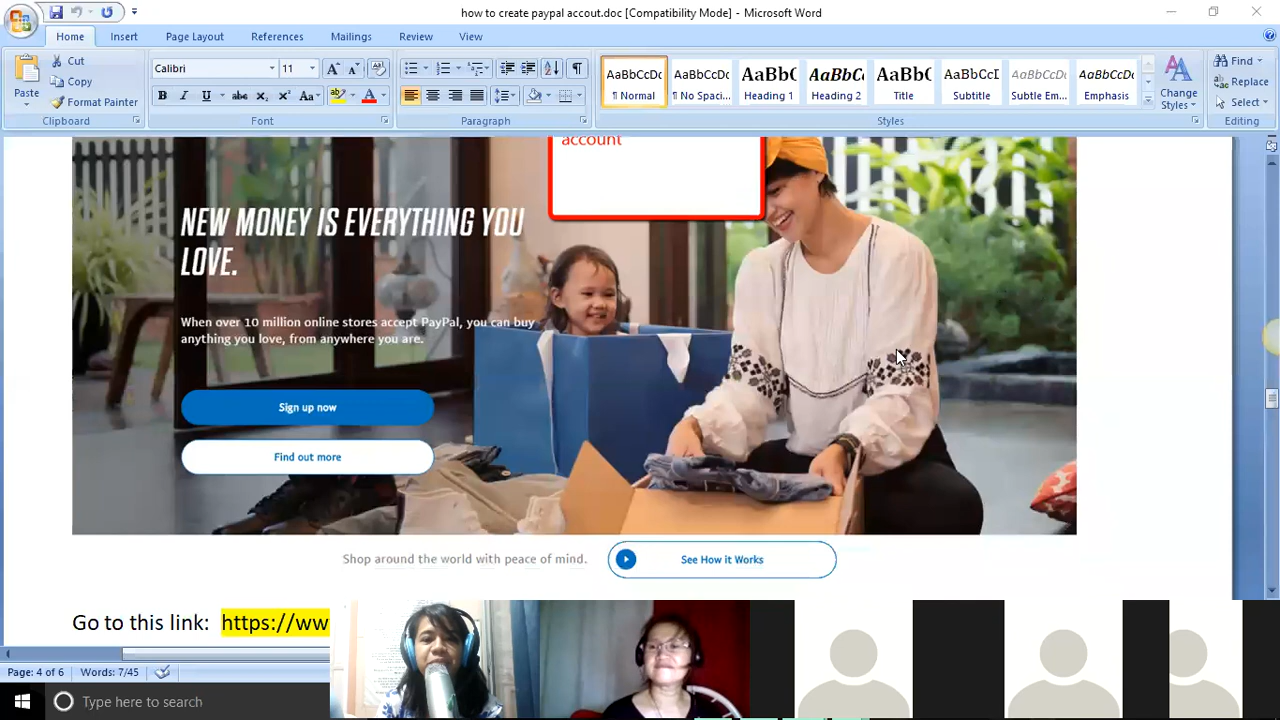 how to create paypal accout.doc [Compatibility Mode] - Microsoft Word
Home Insert Page Layout References Mailings Review View
Paste
Cut
Copy
Format Painter
Clipboard
Calibri 11
B I U abc X₂ X² Aa
Font
Paragraph
AaBbCcDc AaBbCcDc AaBbC AaBbCc AaBbC AaBbCcI AaBbCcDc AaBbCcDc
¶ Normal ¶ No Spaci... Heading 1 Heading 2 Title Subtitle Subtle Em... Emphasis
Styles
Change Styles
Find
Replace
Select
Editing
account
NEW MONEY IS EVERYTHING YOU
LOVE.
When over 10 million online stores accept PayPal, you can buy
anything you love, from anywhere you are.
Sign up now
Find out more
Shop around the world with peace of mind. See How it Works
Go to this link: https://ww
Page: 4 of 6 Words: 7/45
Type here to search